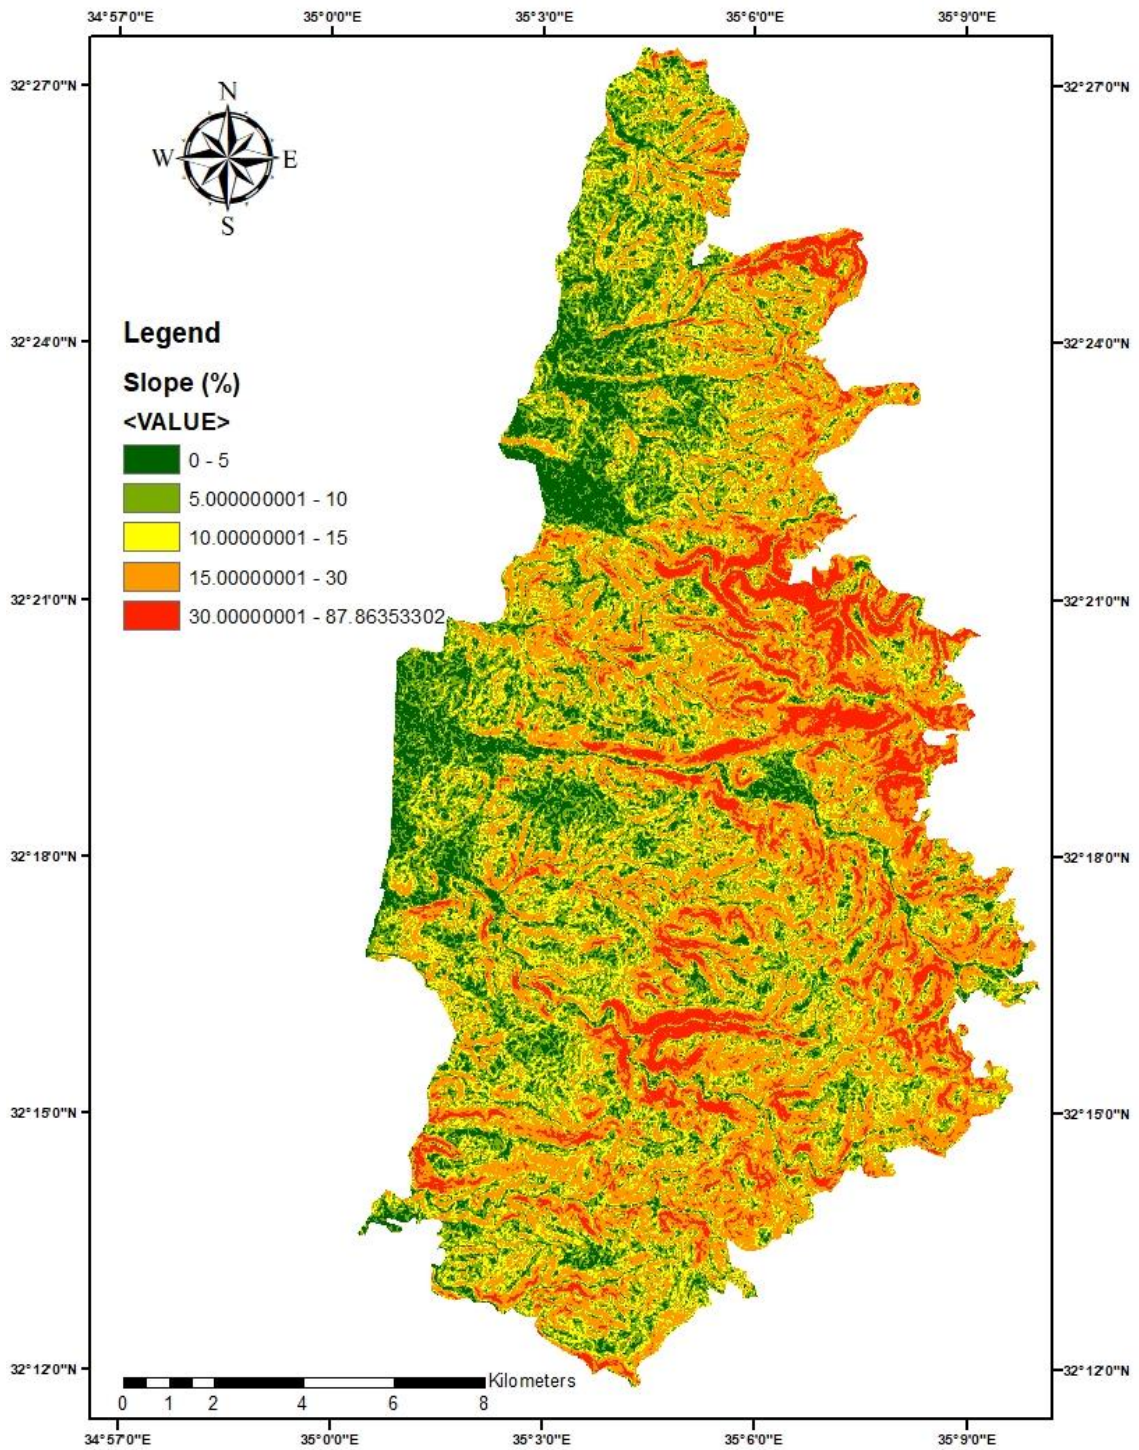 34°57'0"E 35°0'0"E 35°3'0"E 35°6'0"E 35°9'0"E
32°27'0"N 32°27'0"N
N
W E
S
Legend
32°24'0"N 32°24'0"N
Slope (%)
<VALUE>
0 - 5
5.000000001 - 10
10.00000001 - 15
15.00000001 - 30
32°21'0"N 32°21'0"N
30.00000001 - 87.86353302
32°18'0"N 32°18'0"N
32°15'0"N 32°15'0"N
32°12'0"N 32°12'0"N
Kilometers
0 1 2 4 6 8
34°57'0"E 35°0'0"E 35°3'0"E 35°6'0"E 35°9'0"E